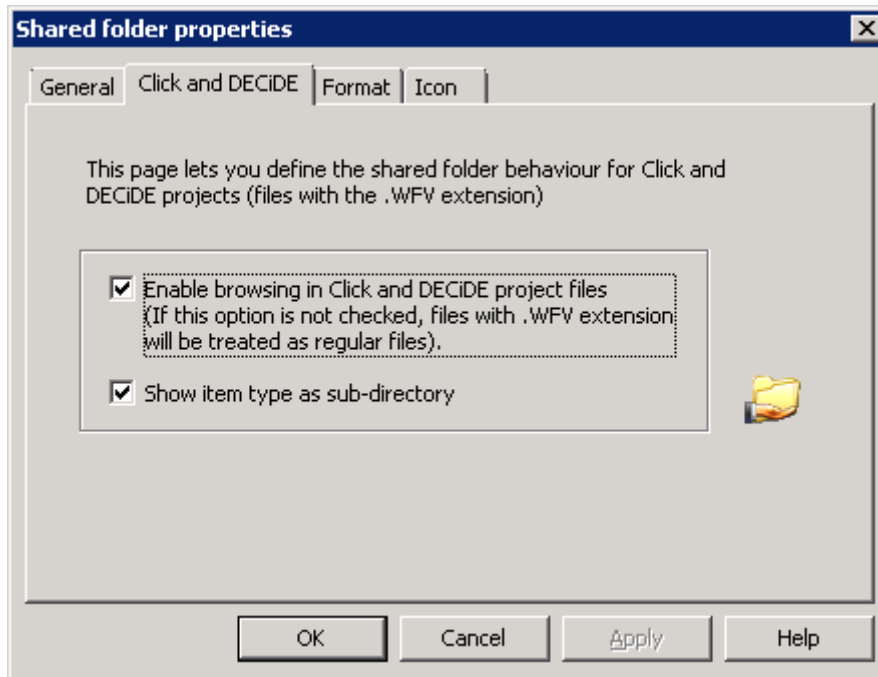 Shared folder properties
General Click and DECiDE Format Icon
This page lets you define the shared folder behaviour for Click and
DECiDE projects (files with the .WFV extension)
Enable browsing in Click and DECiDE project files
(If this option is not checked, files with .WFV extension
will be treated as regular files).
Show item type as sub-directory
OK Cancel Apply Help